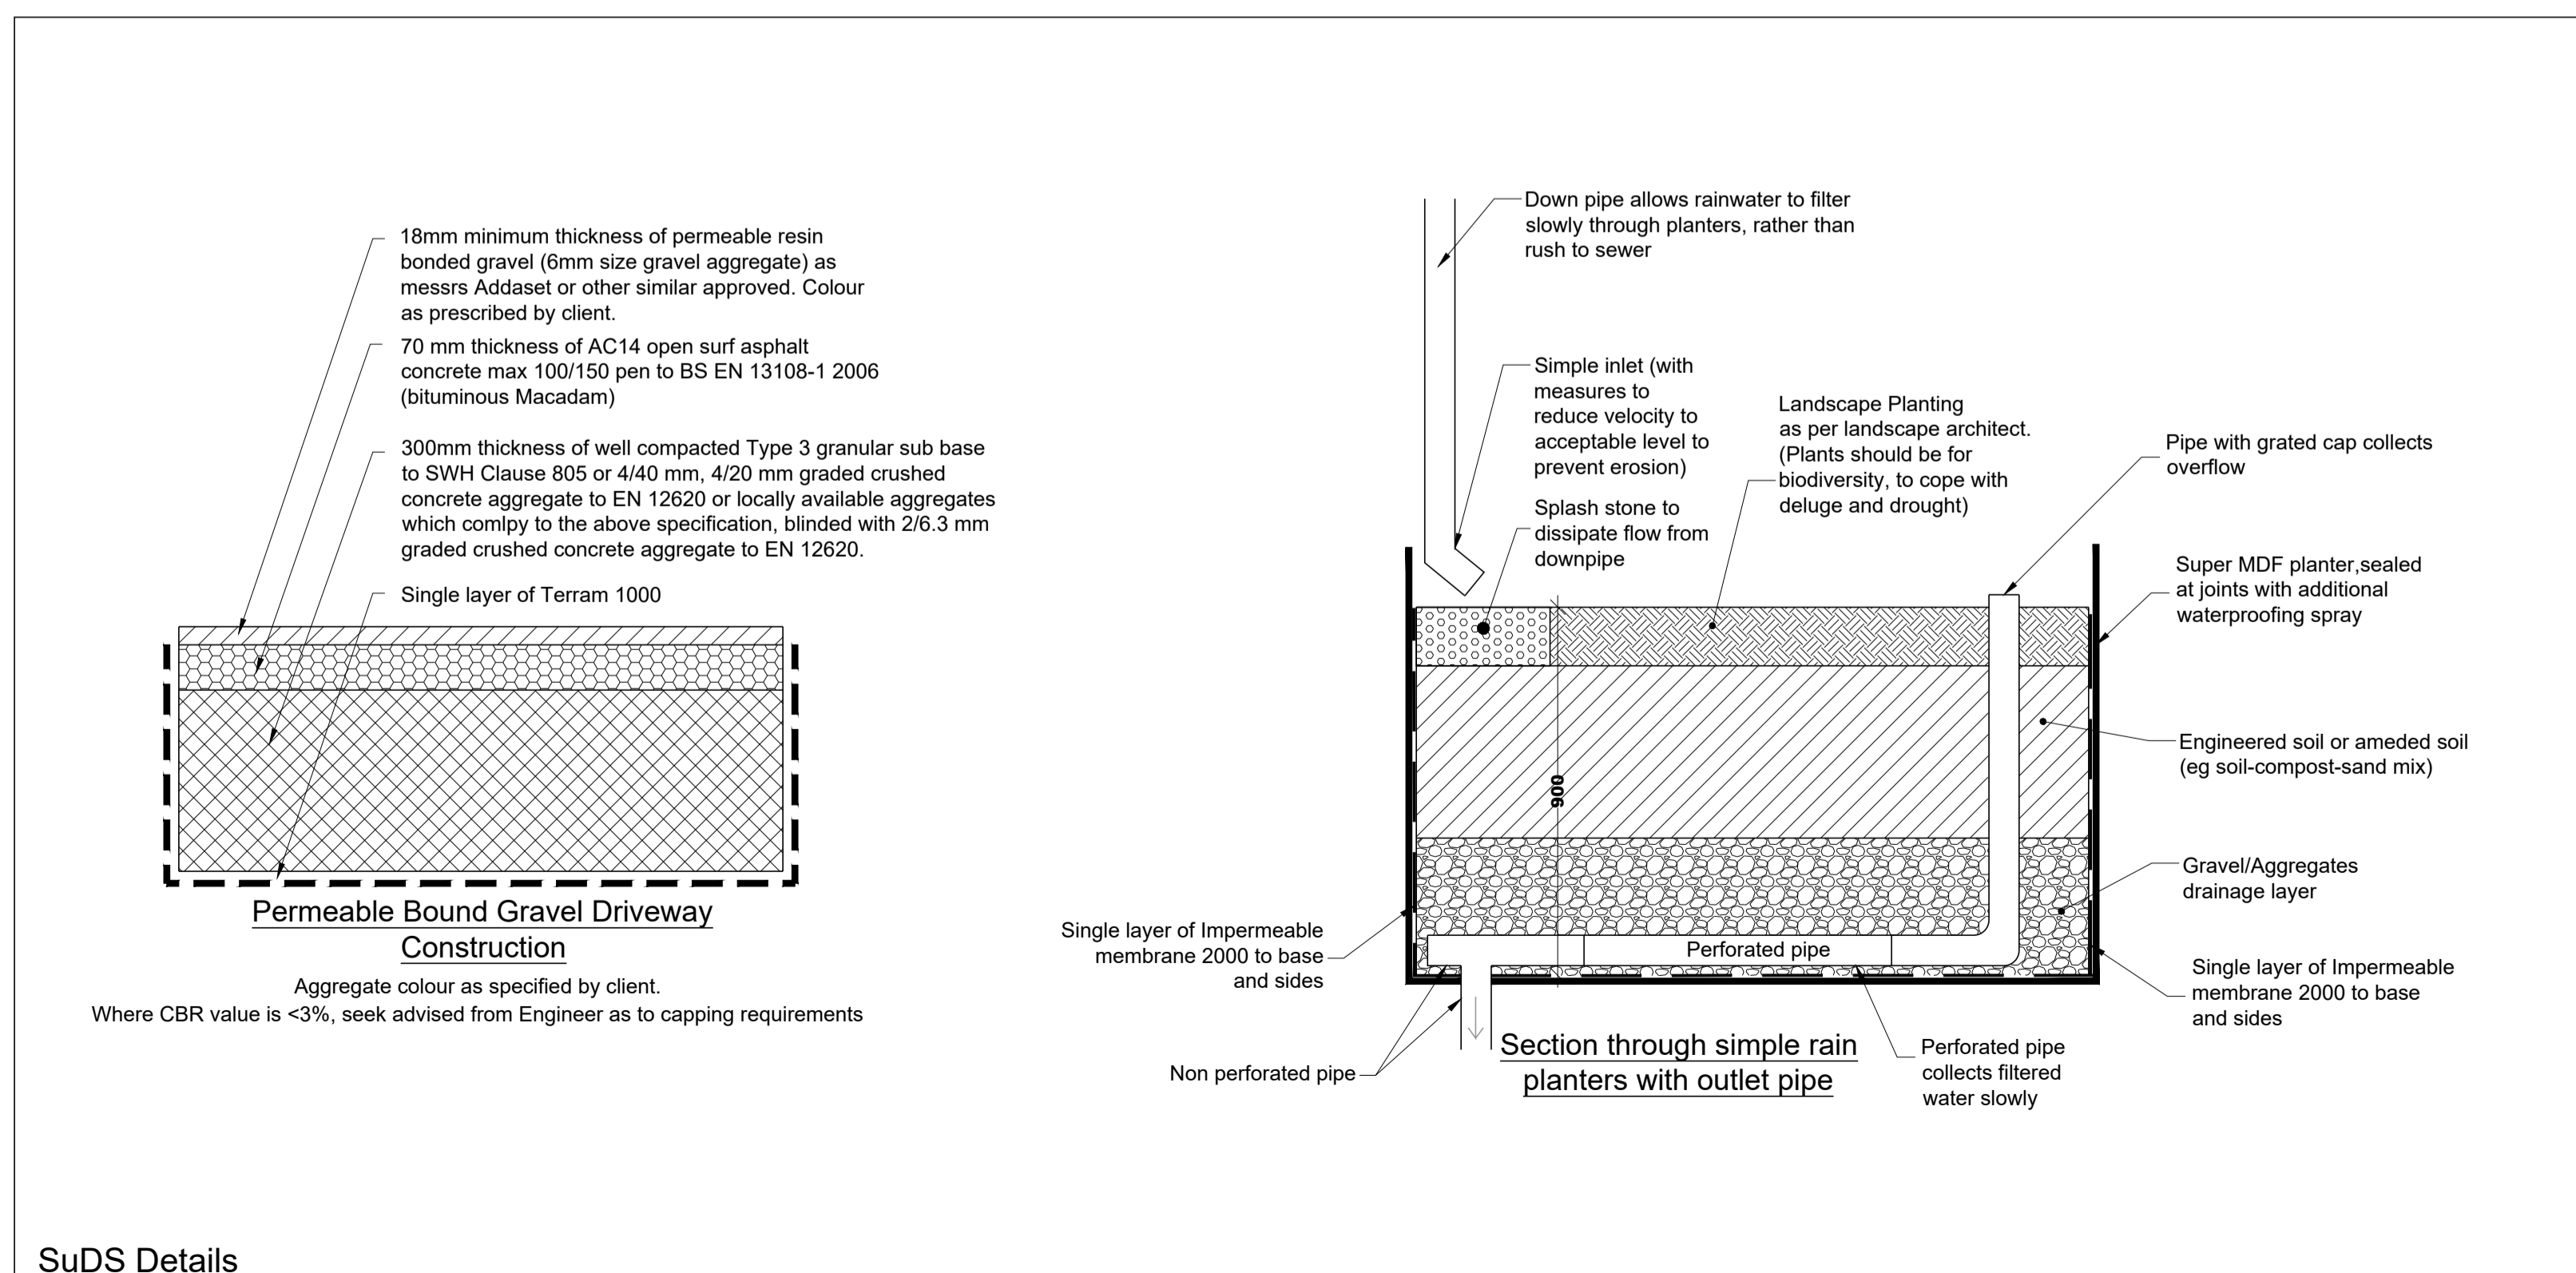 18mm minimum thickness of permeable resin
bonded gravel (6mm size gravel aggregate) as
messrs Addaset or other similar approved. Colour
as prescribed by client.
70 mm thickness of AC14 open surf asphalt
concrete max 100/150 pen to BS EN 13108-1 2006
(bituminous Macadam)
300mm thickness of well compacted Type 3 granular sub base
to SWH Clause 805 or 4/40 mm, 4/20 mm graded crushed
concrete aggregate to EN 12620 or locally available aggregates
which comlpy to the above specification, blinded with 2/6.3 mm
graded crushed concrete aggregate to EN 12620.
Single layer of Terram 1000
Permeable Bound Gravel Driveway
Construction
Aggregate colour as specified by client.
Where CBR value is <3%, seek advised from Engineer as to capping requirements
Down pipe allows rainwater to filter
slowly through planters, rather than
rush to sewer
Simple inlet (with
measures to
reduce velocity to
acceptable level to
prevent erosion)
Splash stone to
dissipate flow from
downpipe
Landscape Planting
as per landscape architect.
(Plants should be for
biodiversity, to cope with
deluge and drought)
Pipe with grated cap collects
overflow
Super MDF planter,sealed
at joints with additional
waterproofing spray
Engineered soil or ameded soil
(eg soil-compost-sand mix)
900
Gravel/Aggregates
drainage layer
Single layer of Impermeable
membrane 2000 to base
and sides
Perforated pipe
Single layer of Impermeable
membrane 2000 to base
and sides
Non perforated pipe
Section through simple rain
planters with outlet pipe
Perforated pipe
collects filtered
water slowly
SuDS Details